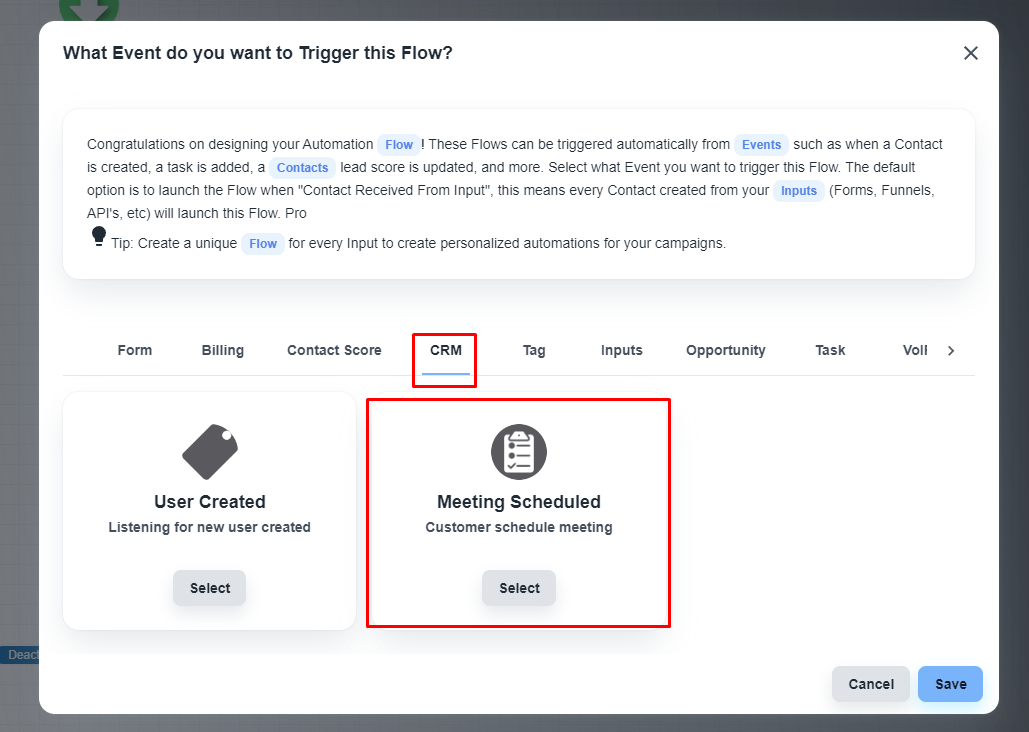 What Event do you want to Trigger this Flow?
Congratulations on designing your Automation Flow ! These Flows can be triggered automatically from Events such as when a Contact
is created, a task is added, a Contacts lead score is updated, and more. Select what Event you want to trigger this Flow. The default
option is to launch the Flow when "Contact Received From Input", this means every Contact created from your Inputs (Forms, Funnels,
API's, etc) will launch this Flow. Pro
Tip: Create a unique Flow for every Input to create personalized automations for your campaigns.
Form Billing Contact Score CRM Tag Inputs Opportunity Task
User Created Meeting Scheduled
Listening for new user created Customer schedule meeting
Select Select
Cancel Save